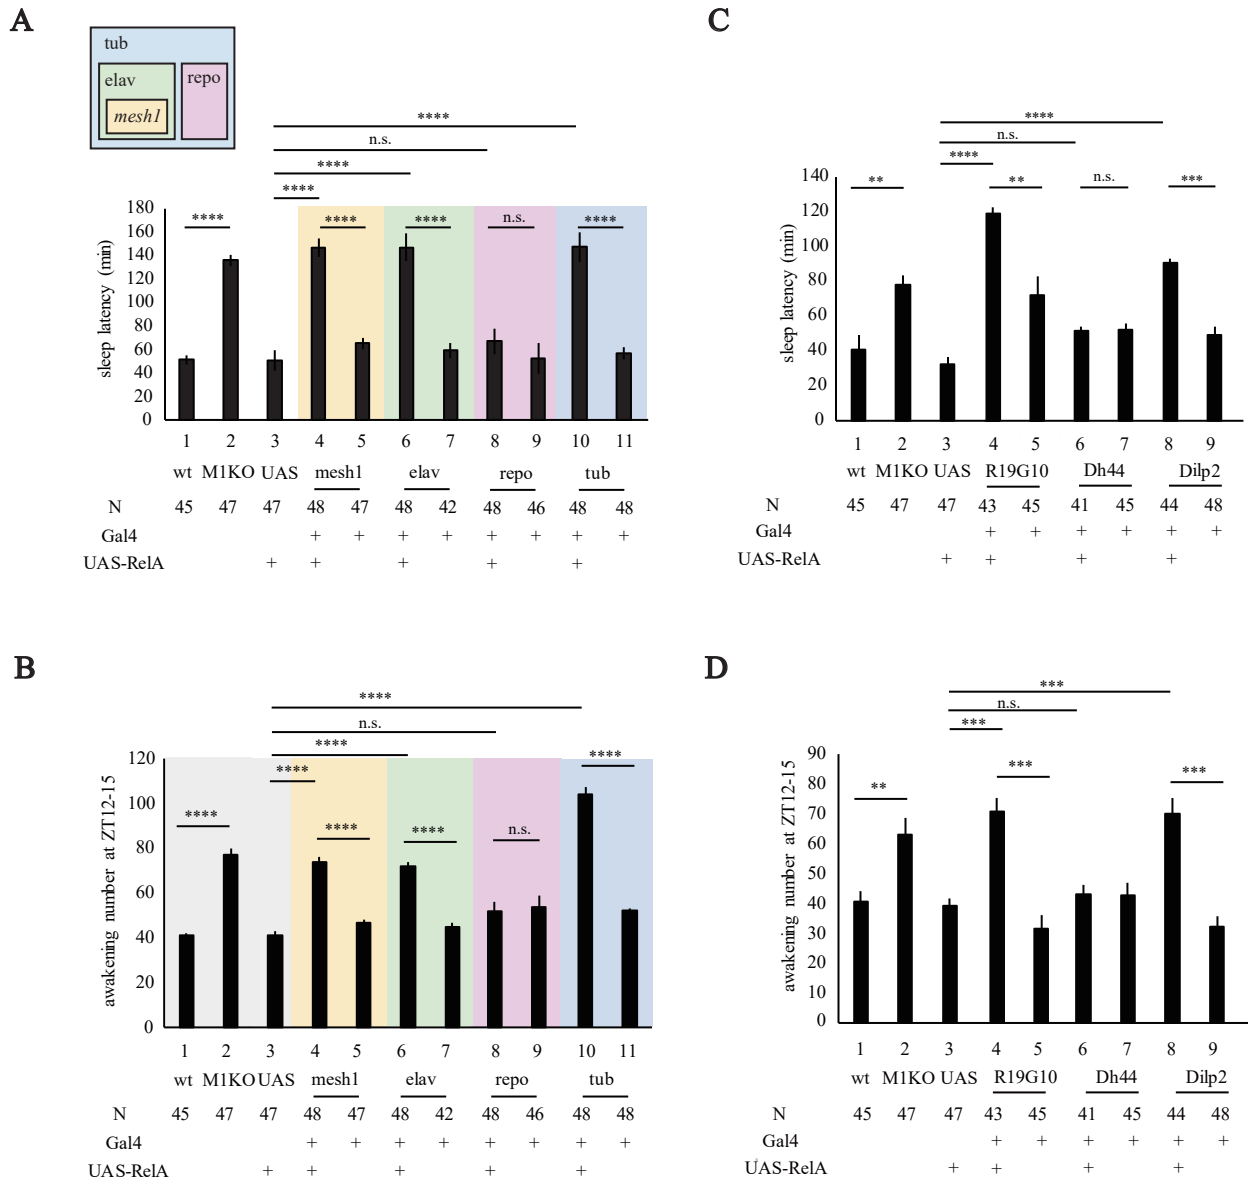 A
tub
elav
repo
mesh1
****
n.s.
****
****
****
****
****
n.s.
****
sleep latency (min)
180
160
140
120
100
80
60
40
20
0
1 2 3 4 5 6 7 8 9 10 11
wt M1KO UAS mesh1 elav repo tub
N 45 47 47 48 47 48 42 48 46 48 48
Gal4 + + + + + + + +
UAS-RelA + + + + +
C
****
n.s.
****
** ** n.s. ***
sleep latency (min)
140
120
100
80
60
40
20
0
1 2 3 4 5 6 7 8 9
wt M1KO UAS R19G10 Dh44 Dilp2
N 45 47 47 43 45 41 45 44 48
Gal4 + + + + + +
UAS-RelA + + + +
B
****
n.s.
****
****
****
****
****
****
n.s.
awakening number at ZT12-15
120
100
80
60
40
20
0
1 2 3 4 5 6 7 8 9 10 11
wt M1KO UAS mesh1 elav repo tub
N 45 47 47 48 47 48 42 48 46 48 48
Gal4 + + + + + + + +
UAS-RelA + + + + +
D
***
n.s.
***
** *** ***
awakening number at ZT12-15
90
80
70
60
50
40
30
20
10
0
1 2 3 4 5 6 7 8 9
wt M1KO UAS R19G10 Dh44 Dilp2
N 45 47 47 43 45 41 45 44 48
Gal4 + + + + + +
UAS-RelA + + + +